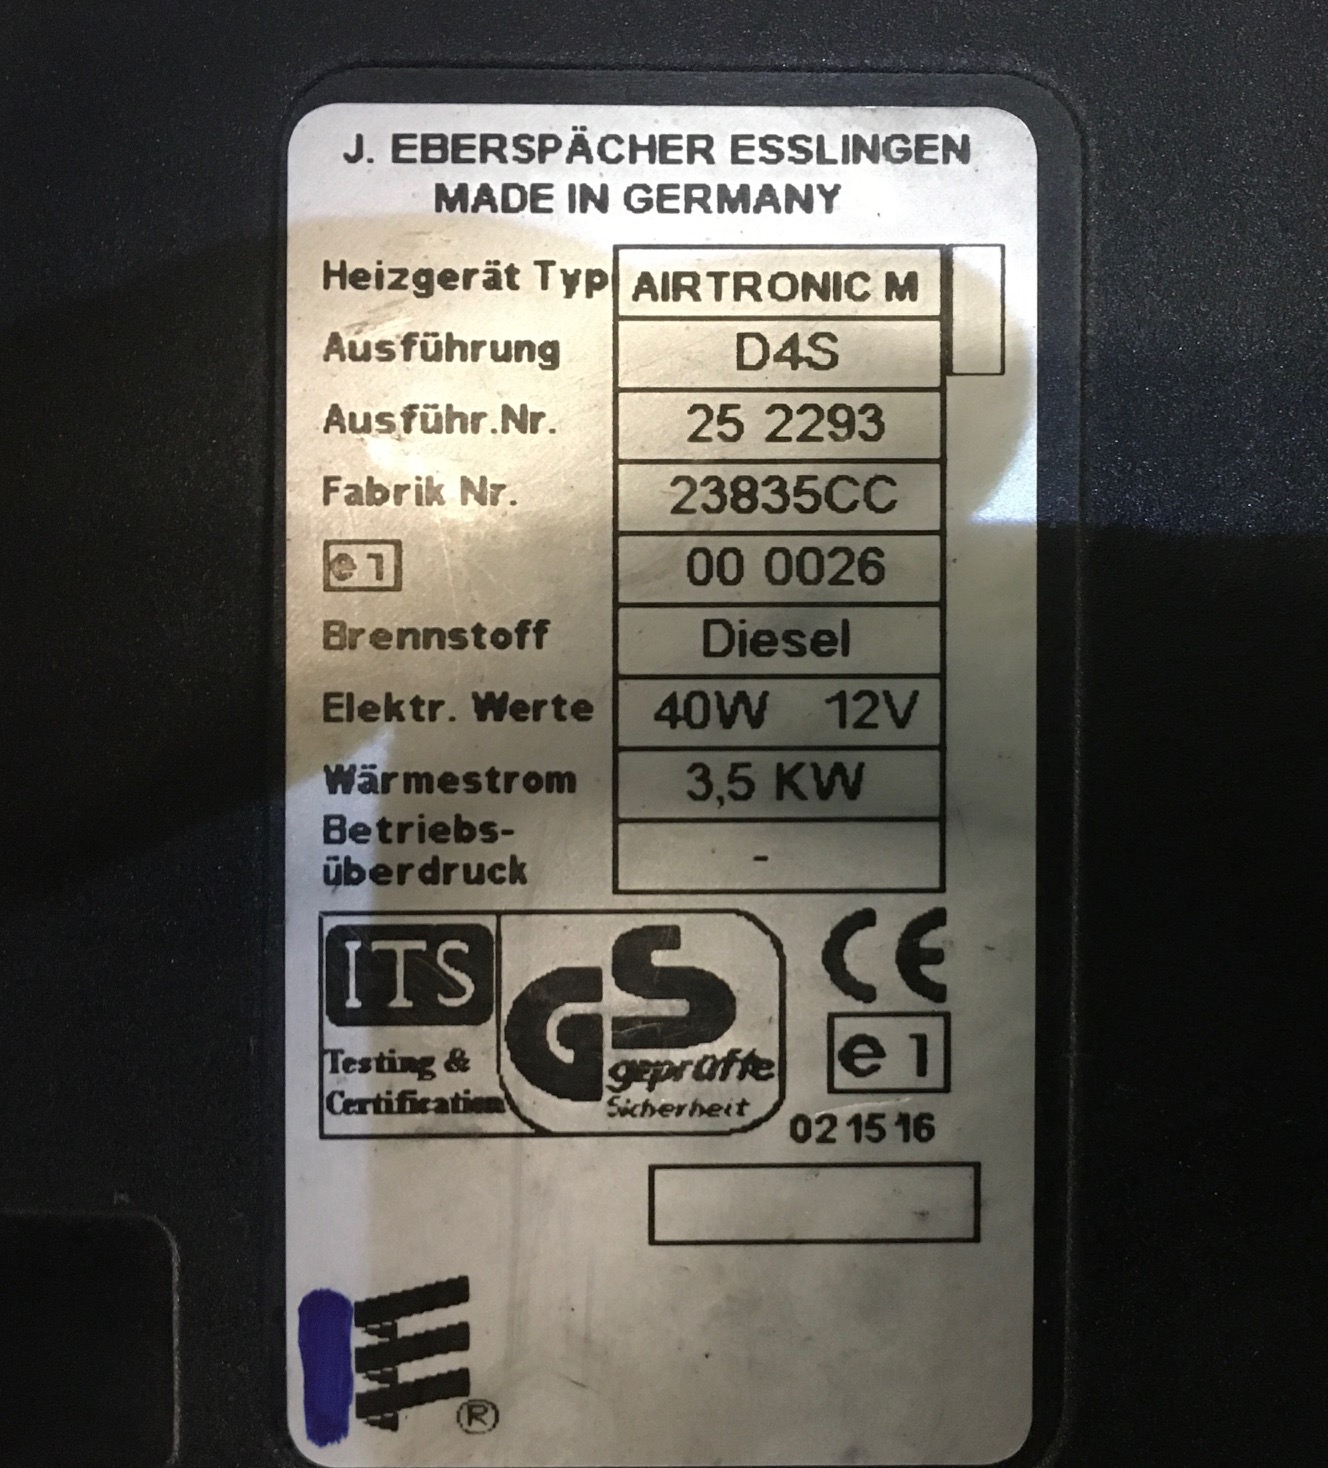 J. EBERSPÄCHER ESSLINGEN
MADE IN GERMANY
Heizgerät Typ AIRTRONIC M
Ausführung D4S
Ausführ.Nr. 25 2293
Fabrik Nr. 23835CC
e1 00 0026
Brennstoff Diesel
Elektr. Werte 40W 12V
Wärmestrom 3,5 KW
Betriebs-
überdruck -
ITS
Testing &
Certification
GS
geprüfte
Sicherheit
CE
e1
02 15 16
E
®